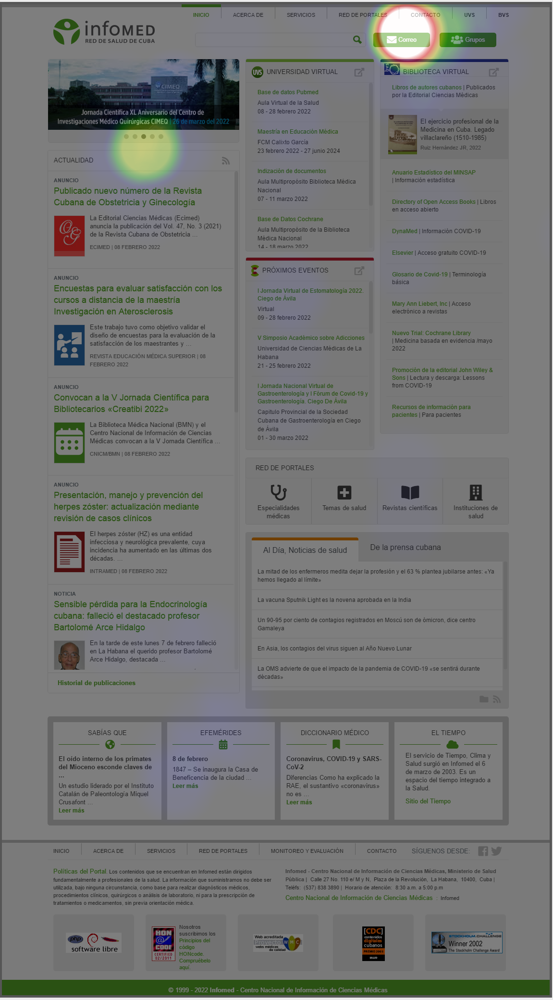 INICIO
ACERCA DE
SERVICIOS
RED DE PORTALES
CONTACTO
UVS
BVS
infOMED
RED DE SALUD DE CUBA
Correo
Grupos
CIMEQ
Jornada Científica XL Aniversario del Centro de
Investigaciones Médico Quirúrgicas CIMEQ | 26 de marzo del 2022
ACTUALIDAD
ANUNCIO
Publicado nuevo número de la Revista
Cubana de Obstetricia y Ginecología
OG
La Editorial Ciencias Médicas (Ecimed)
anuncia la publicación del Vol. 47, No. 3 (2021)
de la Revista Cubana de Obstetricia ...
ECIMED | 08 FEBRERO 2022
ANUNCIO
Encuestas para evaluar satisfacción con los
cursos a distancia de la maestría
Investigación en Aterosclerosis
Este trabajo tuvo como objetivo validar el
diseño de encuestas para la evaluación de la
satisfacción de los maestrantes y ...
REVISTA EDUCACIÓN MÉDICA SUPERIOR | 08
FEBRERO 2022
ANUNCIO
Convocan a la V Jornada Científica para
Bibliotecarios «Creatibi 2022»
La Biblioteca Médica Nacional (BMN) y el
Centro Nacional de Información de Ciencias
Médicas convocan a la V Jornada Científica ...
CNICM/BMN | 08 FEBRERO 2022
ANUNCIO
Presentación, manejo y prevención del
herpes zóster: actualización mediante
revisión de casos clínicos
El herpes zóster (HZ) es una entidad
infecciosa y neurológica prevalente, cuya
incidencia ha aumentado en las últimas dos
décadas. ...
INTRAMED | 08 FEBRERO 2022
NOTICIA
Sensible pérdida para la Endocrinología
cubana: falleció el destacado profesor
Bartolomé Arce Hidalgo
En la tarde de este lunes 7 de febrero falleció
en La Habana el querido profesor Bartolomé
Arce Hidalgo, destacada ...
Historial de publicaciones
UVS UNIVERSIDAD VIRTUAL
Base de datos Pubmed
Aula Virtual de la Salud
08 - 28 febrero 2022
Maestría en Educación Médica
FCM Calixto García
23 febrero 2022 - 27 junio 2024
Indización de documentos
Aula Multipropósito Biblioteca Médica
Nacional
07 - 11 marzo 2022
Base de Datos Cochrane
Aula Multipropósito de la Biblioteca
Médica Nacional
14 - 18 marzo 2022
PRÓXIMOS EVENTOS
I Jornada Virtual de Estomatología 2022.
Ciego de Ávila
Virtual
09 - 28 febrero 2022
V Simposio Académico sobre Adicciones
Universidad de Ciencias Médicas de La
Habana
21 - 25 febrero 2022
I Jornada Nacional Virtual de
Gastroenterología y I Fórum de Covid-19 y
Gastroenterología. Ciego De Ávila
Capítulo Provincial de la Sociedad
Cubana de Gastroenterología en Ciego
de Ávila
01 - 30 marzo 2022
bvs BIBLIOTECA VIRTUAL
Libros de autores cubanos | Publicados
por la Editorial Ciencias Médicas
El ejercicio profesional de la
Medicina en Cuba. Legado
villaclareño (1510-1985)
Ruiz Hernández JR, 2022
Anuario Estadístico del MINSAP
| Información estadística
Directory of Open Access Books | Libros
en acceso abierto
DynaMed | Información COVID-19
Elsevier | Acceso gratuito COVID-19
Glosario de Covid-19 | Terminología
básica
Mary Ann Liebert, Inc | Acceso
electrónico a revistas
Nuevo Trial: Cochrane Library
| Medicina basada en evidencia /mayo
2022
Promoción de la editorial John Wiley &
Sons | Lectura y descarga: Lessons
from COVID-19
Recursos de información para
pacientes | Para pacientes
RED DE PORTALES
Especialidades
médicas
Temas de salud
Revistas científicas
Instituciones de
salud
Al Día, Noticias de salud
De la prensa cubana
La mitad de los enfermeros medita dejar la profesión y el 63 % plantea jubilarse antes: «Ya
hemos llegado al límite»
La vacuna Sputnik Light es la novena aprobada en la India
Un 90-95 por ciento de contagios registrados en Moscú son de ómicron, dice centro
Gamaleya
En Asia, los contagios del virus siguen al Año Nuevo Lunar
La OMS advierte de que el impacto de la pandemia de COVID-19 «se sentirá durante
décadas»
SABÍAS QUE
El oido interno de los primates
del Mioceno esconde claves de
...
Un estudio liderado por el Instituto
Catalán de Paleontología Miquel
Crusafont ...
Leer más
EFEMÉRIDES
8 de febrero
1847 – Se inaugura la Casa de
Beneficencia de la ciudad ...
Leer más
DICCIONARIO MÉDICO
Coronavirus, COVID-19 y SARS-
CoV-2
Diferencias Como ha explicado la
RAE, el sustantivo «coronavirus»
no es ...
Leer más
EL TIEMPO
El servicio de Tiempo, Clima y
Salud surgió en Infomed el 6
de marzo de 2003. Es un
espacio del tiempo integrado a
la Salud.
Sitio del Tiempo
INICIO
ACERCA DE
SERVICIOS
RED DE PORTALES
MONITOREO Y EVALUACIÓN
CONTACTO
SÍGUENOS DESDE:
Políticas del Portal. Los contenidos que se encuentran en Infomed están dirigidos
fundamentalmente a profesionales de la salud. La información que suministramos no debe ser
utilizada, bajo ninguna circunstancia, como base para realizar diagnósticos médicos,
procedimientos clínicos, quirúrgicos o análisis de laboratorio, ni para la prescripción de
tratamientos o medicamentos, sin previa orientación médica.
Infomed - Centro Nacional de Información de Ciencias Médicas, Ministerio de Salud
Pública | Calle 27 No. 110 e/ M y N, Plaza de la Revolución, La Habana, 10400, Cuba |
Teléfs: (537) 838 3890 | Horario de atención: 8:30 a.m. a 5:00 p.m
Centro Nacional de Información de Ciencias Médicas : Infomed
php
software libre
HON
@
CODE
CERTIFIED
02/2011
Nosotros
suscribimos los
Principios del
código
HONcode.
Compruébelo
aquí.
Web acreditada
Proyecto WMC
webs médicas
de calidad
[CDC]
contenidos
digitales
cubanos
PREMIO 2005
SALUD
STOCKHOLM CHALLENGE
Winner 2002
The Stockholm Challenge Award
© 1999 - 2022 Infomed - Centro Nacional de Información de Ciencias Médicas